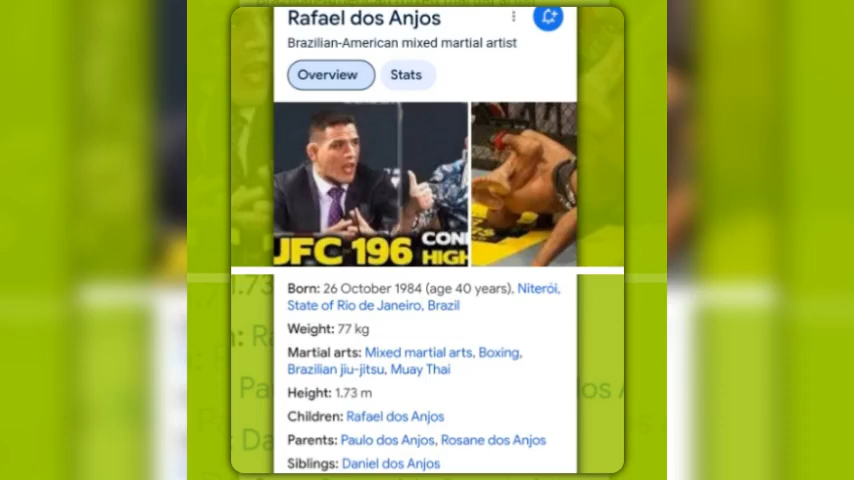 Rafael dos Anjos
Brazilian-American mixed martial artist
Overview
Stats
UFC 196
CON
HIGH
Born: 26 October 1984 (age 40 years), Niterói,
State of Rio de Janeiro, Brazil
Weight: 77 kg
Martial arts: Mixed martial arts, Boxing,
Brazilian jiu-jitsu, Muay Thai
Height: 1.73 m
Children: Rafael dos Anjos
Parents: Paulo dos Anjos, Rosane dos Anjos
Siblings: Daniel dos Anjos